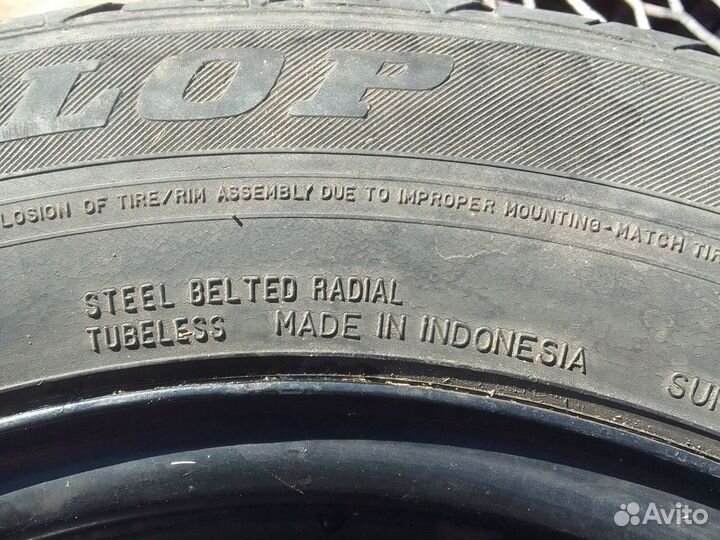 LOP
LOSION OF TIRE/RIM ASSEMBLY DUE TO IMPROPER MOUNTING-MATCH TIR
STEEL BELTED RADIAL
TUBELESS MADE IN INDONESIA
SU
Avito